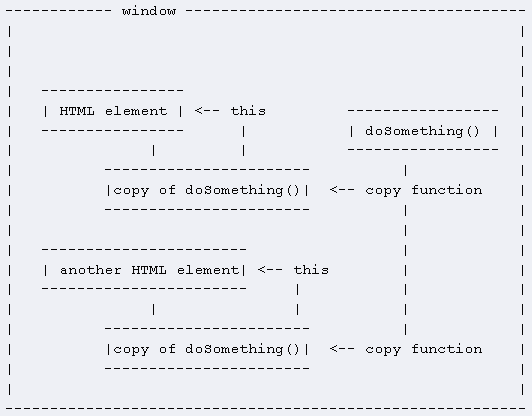 window
HTML element <-- this
doSomething()
copy of doSomething() <-- copy function
another HTML element <-- this
copy of doSomething() <-- copy function